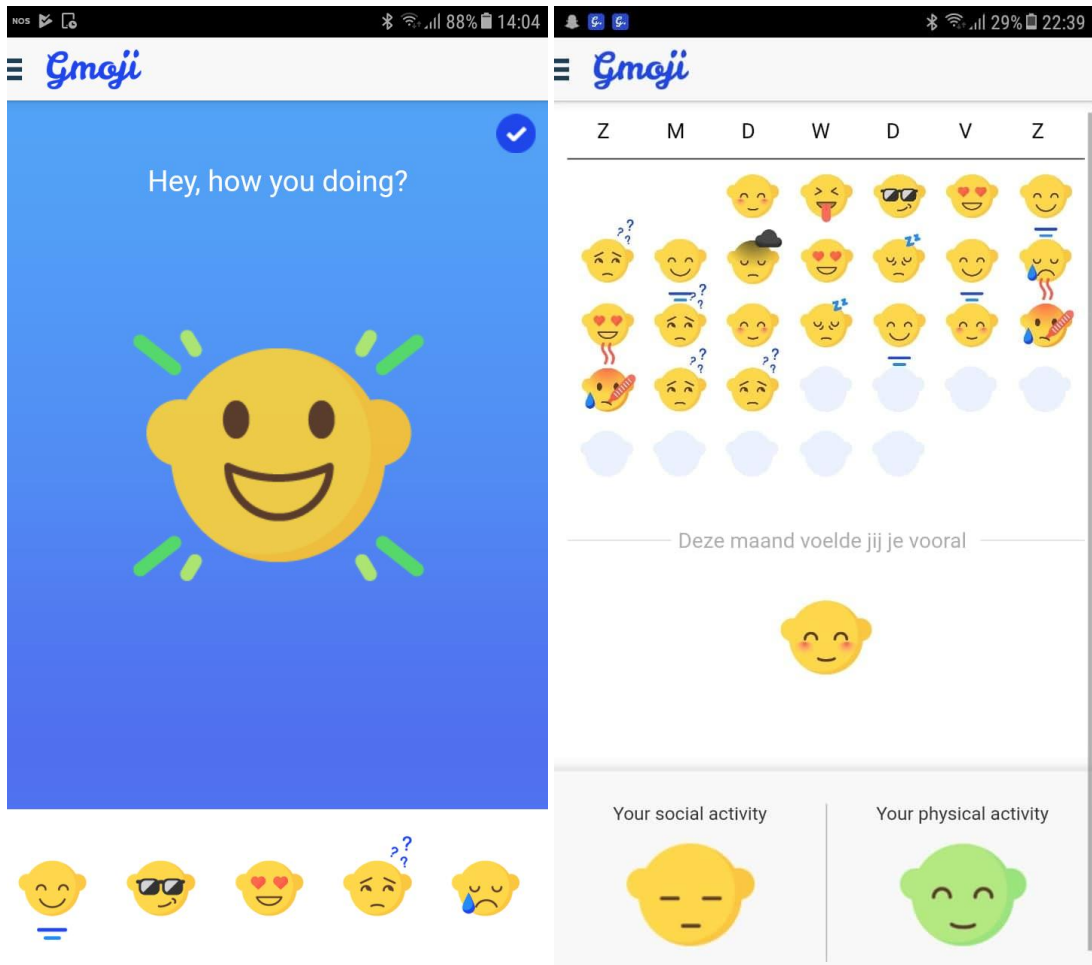 NOS
88% 14:04
Gmoji
Hey, how you doing?
G. G.
29% 22:39
Gmoji
Z M D W D V Z
Deze maand voelde jij je vooral
Your social activity
Your physical activity